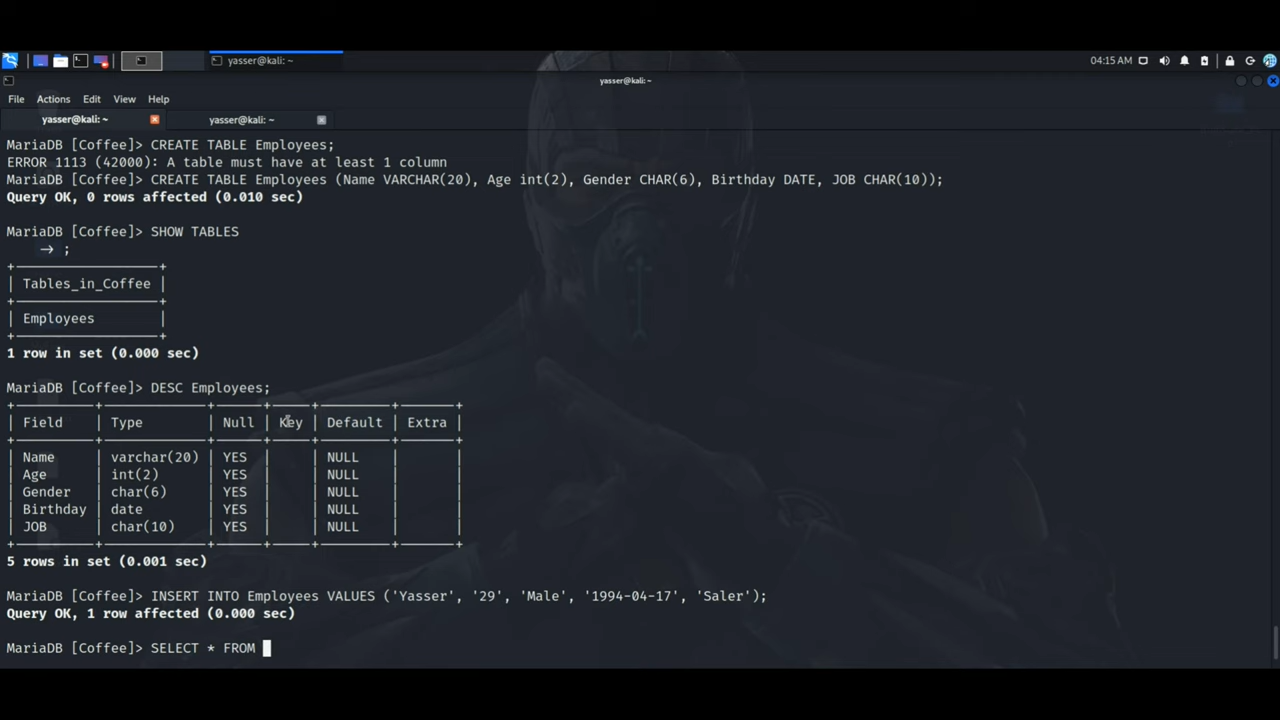 yasser@kali: ~
04:15 AM
yasser@kali: ~
File Actions Edit View Help
yasser@kali: ~ yasser@kali: ~
MariaDB [Coffee]> CREATE TABLE Employees;
ERROR 1113 (42000): A table must have at least 1 column
MariaDB [Coffee]> CREATE TABLE Employees (Name VARCHAR(20), Age int(2), Gender CHAR(6), Birthday DATE, JOB CHAR(10));
Query OK, 0 rows affected (0.010 sec)
MariaDB [Coffee]> SHOW TABLES
→ ;
+————————+
| Tables_in_Coffee |
+————————+
| Employees |
+————————+
1 row in set (0.000 sec)
MariaDB [Coffee]> DESC Employees;
+————+————+————+————+————+————+
| Field | Type | Null | Key | Default | Extra |
+————+————+————+————+————+————+
| Name | varchar(20) | YES | | NULL | |
| Age | int(2) | YES | | NULL | |
| Gender | char(6) | YES | | NULL | |
| Birthday | date | YES | | NULL | |
| JOB | char(10) | YES | | NULL | |
+————+————+————+————+————+————+
5 rows in set (0.001 sec)
MariaDB [Coffee]> INSERT INTO Employees VALUES ('Yasser', '29', 'Male', '1994-04-17', 'Saler');
Query OK, 1 row affected (0.000 sec)
MariaDB [Coffee]> SELECT * FROM